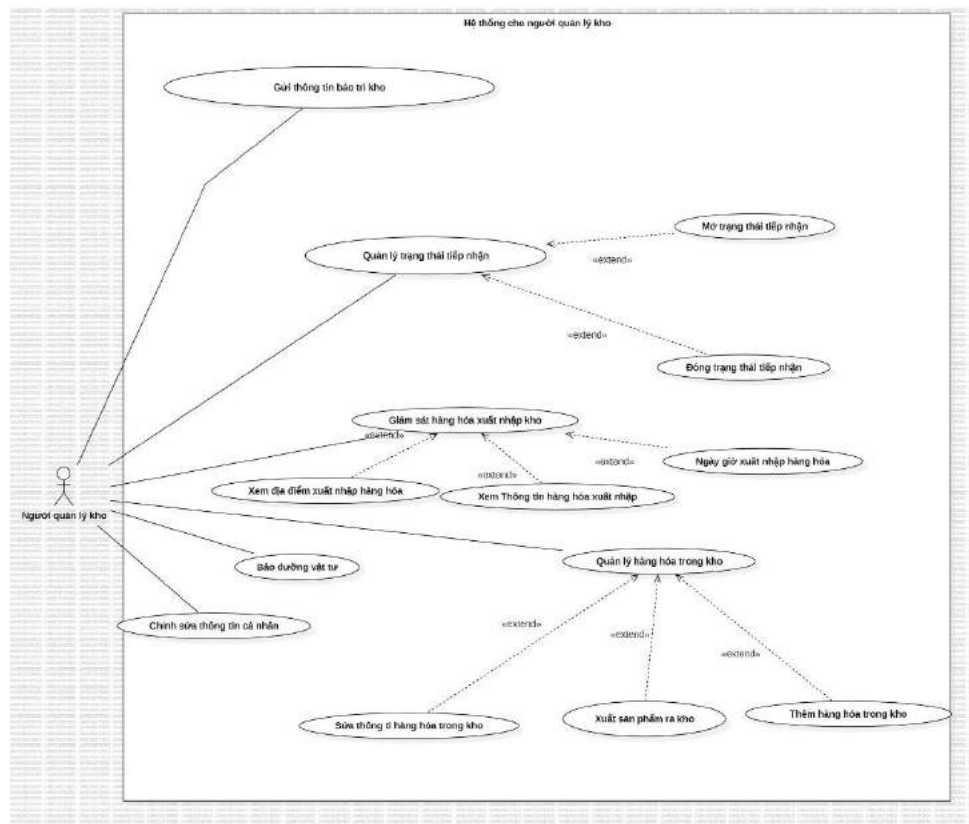 Hệ thống cho người quản lý kho
Gửi thông tin bảo trì kho
Mở trạng thái tiếp nhận
Quản lý trạng thái tiếp nhận
«extend»
«extend»
Đóng trạng thái tiếp nhận
Giám sát hàng hóa xuất nhập kho
«extend»
«extend»
«extend»
Ngày giờ xuất nhập hàng hóa
Xem địa điểm xuất nhập hàng hóa
Xem Thông tin hàng hóa xuất nhập
Người quản lý kho
Quản lý hàng hóa trong kho
Bảo dưỡng vật tư
Chỉnh sửa thông tin cá nhân
«extend»
«extend»
«extend»
Sửa thông ti hàng hóa trong kho
Xuất sản phẩm ra kho
Thêm hàng hóa trong kho